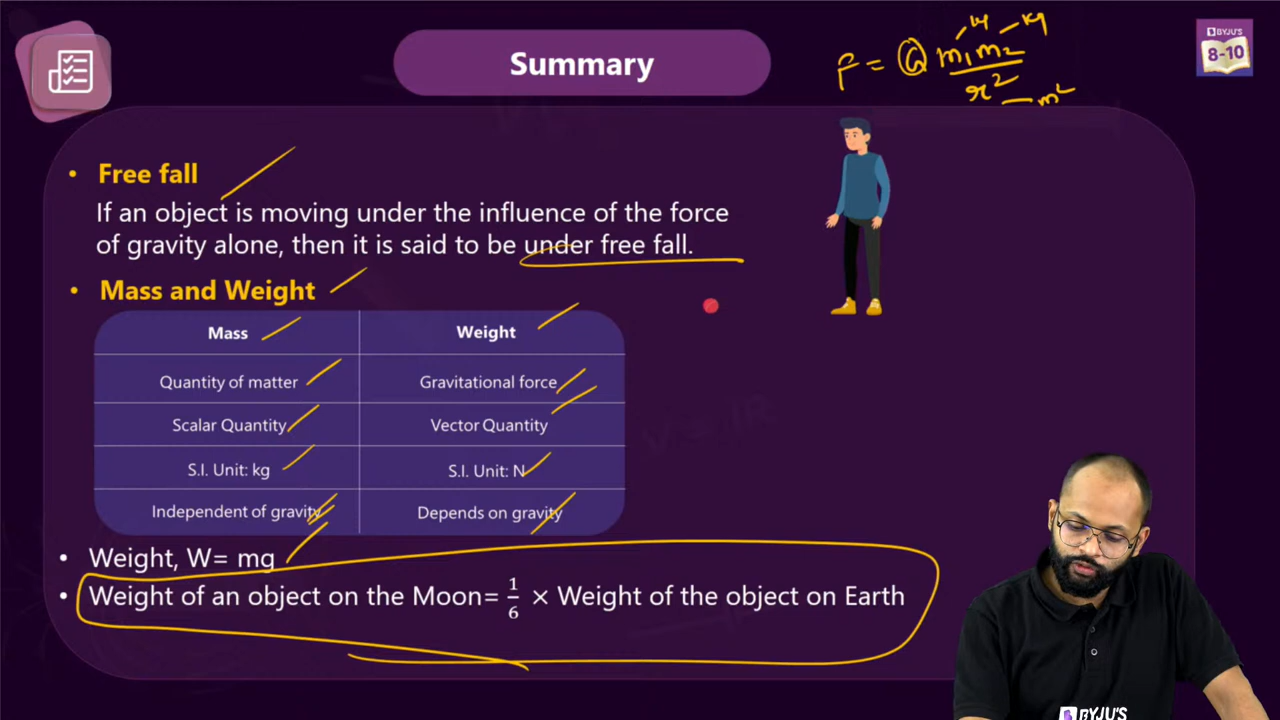 Summary
F = G m₁m₂ / r²
kg
kg
m²
BYJU'S
8-10
• Free fall
If an object is moving under the influence of the force
of gravity alone, then it is said to be under free fall.
• Mass and Weight
Mass Weight
Quantity of matter Gravitational force
Scalar Quantity Vector Quantity
S.I. Unit: kg S.I. Unit: N
Independent of gravity Depends on gravity
• Weight, W= mg
• Weight of an object on the Moon= 1/6 × Weight of the object on Earth
BYJU'S